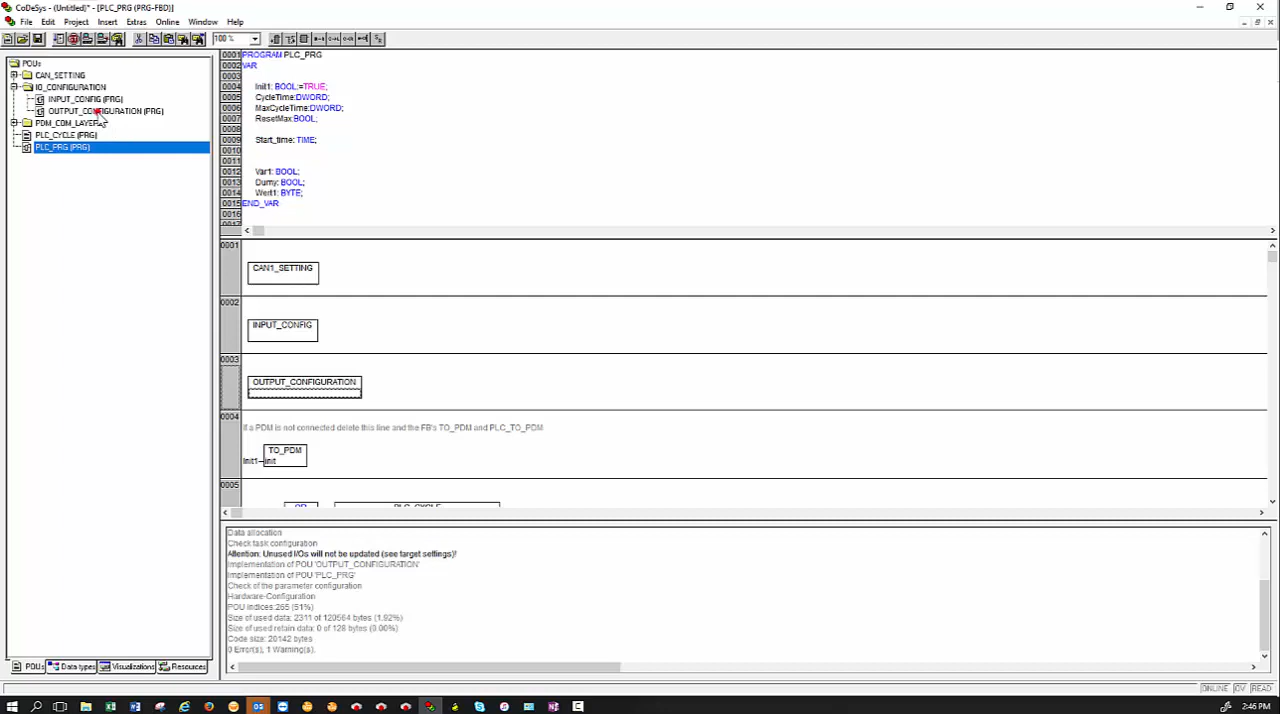 CoDeSys - (Untitled)* - [PLC_PRG (PRG-FBD)]
File Edit Project Insert Extras Online Window Help
100 %
POUs
CAN_SETTING
IO_CONFIGURATION
INPUT_CONFIG (PRG)
OUTPUT_CONFIGURATION (PRG)
PDM_COM_LAYER
PLC_CYCLE (PRG)
PLC_PRG (PRG)
0001 PROGRAM PLC_PRG
0002 VAR
0003
0004 Init1: BOOL:=TRUE;
0005 CycleTime:DWORD;
0006 MaxCycleTime:DWORD;
0007 ResetMax:BOOL;
0008
0009 Start_time: TIME;
0010
0011
0012 Var1: BOOL;
0013 Dumy: BOOL;
0014 Wert1: BYTE;
0015 END_VAR
0016
0017
0001
CAN1_SETTING
0002
INPUT_CONFIG
0003
OUTPUT_CONFIGURATION
0004
If a PDM is not connected delete this line and the FB's TO_PDM and PLC_TO_PDM
TO_PDM
Init1 init
0005
OR PLC_CYCLE
Data allocation
Check task configuration
Attention: Unused I/Os will not be updated (see target settings)!
Implementation of POU 'OUTPUT_CONFIGURATION'
Implementation of POU 'PLC_PRG'
Check of the parameter configuration
Hardware-Configuration
POU indices:265 (51%)
Size of used data: 2311 of 120564 bytes (1.92%)
Size of used retain data: 0 of 128 bytes (0.00%)
Code size: 20142 bytes
0 Error(s), 1 Warning(s).
POUs Data types Visualizations Resources
ONLINE OV READ
2:46 PM